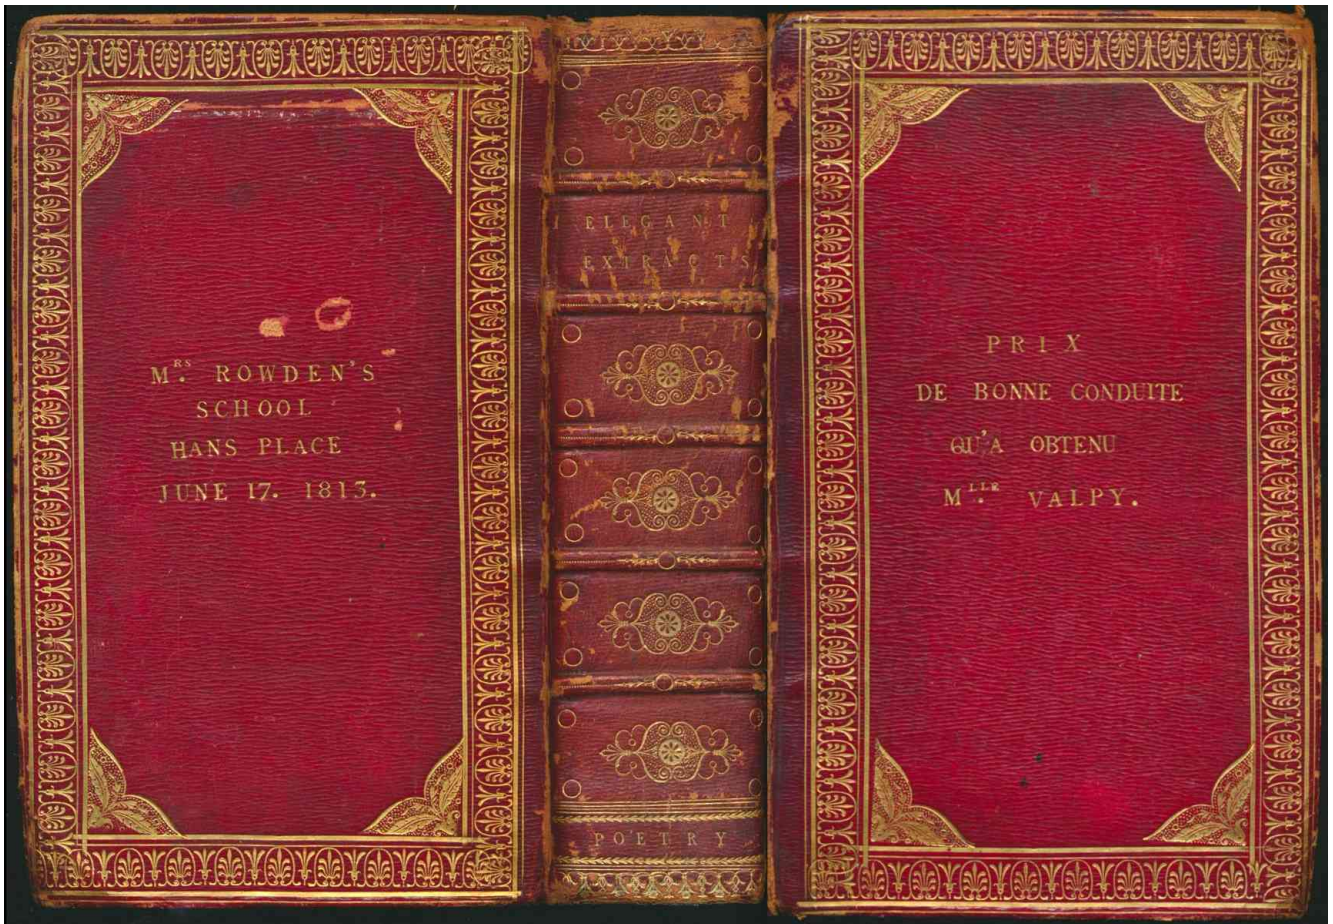 MRS. ROWDEN'S
SCHOOL
HANS PLACE
JUNE 17. 1813.
ELEGANT
EXTRACTS
POETRY
PRIX
DE BONNE CONDUITE
QU'A OBTENU
MLLE. VALPY.